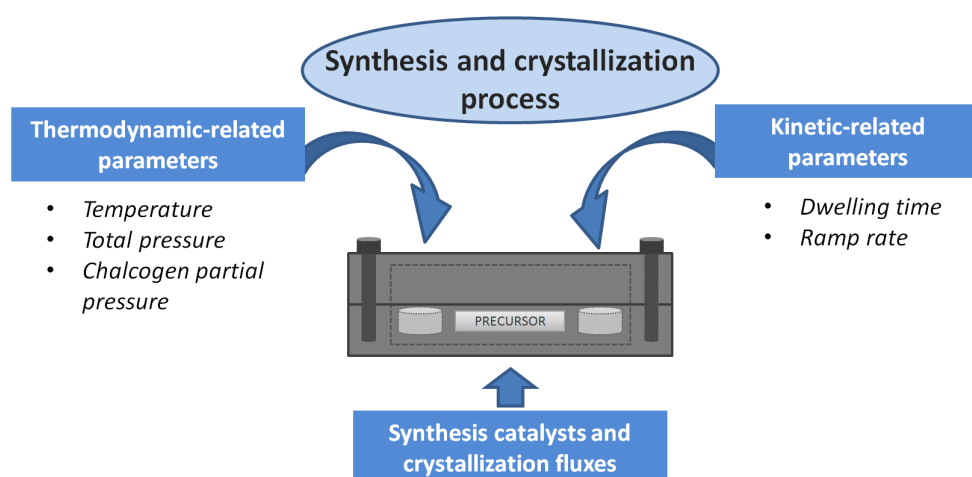 Synthesis and crystallization
process
Thermodynamic-related
parameters
• Temperature
• Total pressure
• Chalcogen partial
pressure
Kinetic-related
parameters
• Dwelling time
• Ramp rate
PRECURSOR
Synthesis catalysts and
crystallization fluxes